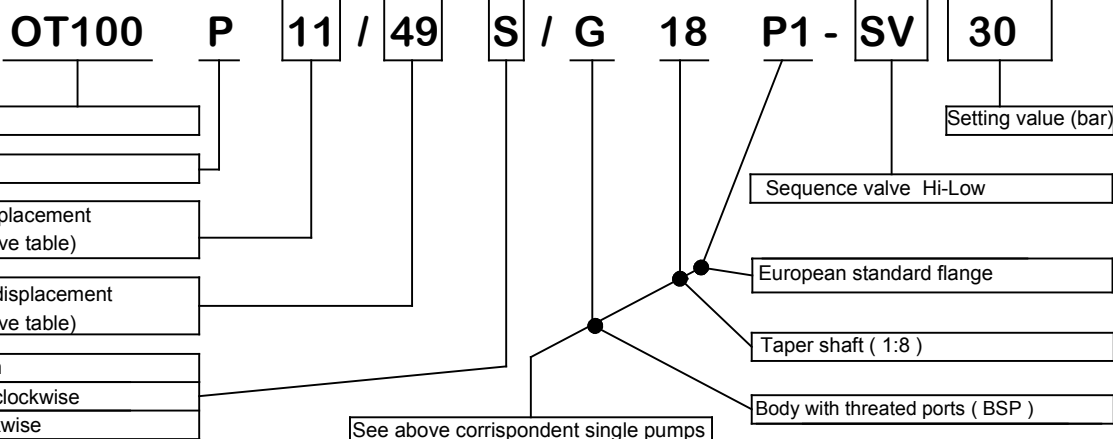 OT100 P 11 / 49 S / G 18 P1 - SV 30
Setting value (bar)
Sequence valve Hi-Low
placement
ve table)
European standard flange
displacement
ve table)
Taper shaft ( 1:8 )
clockwise
wise
Body with threated ports ( BSP )
See above corrispondent single pumps